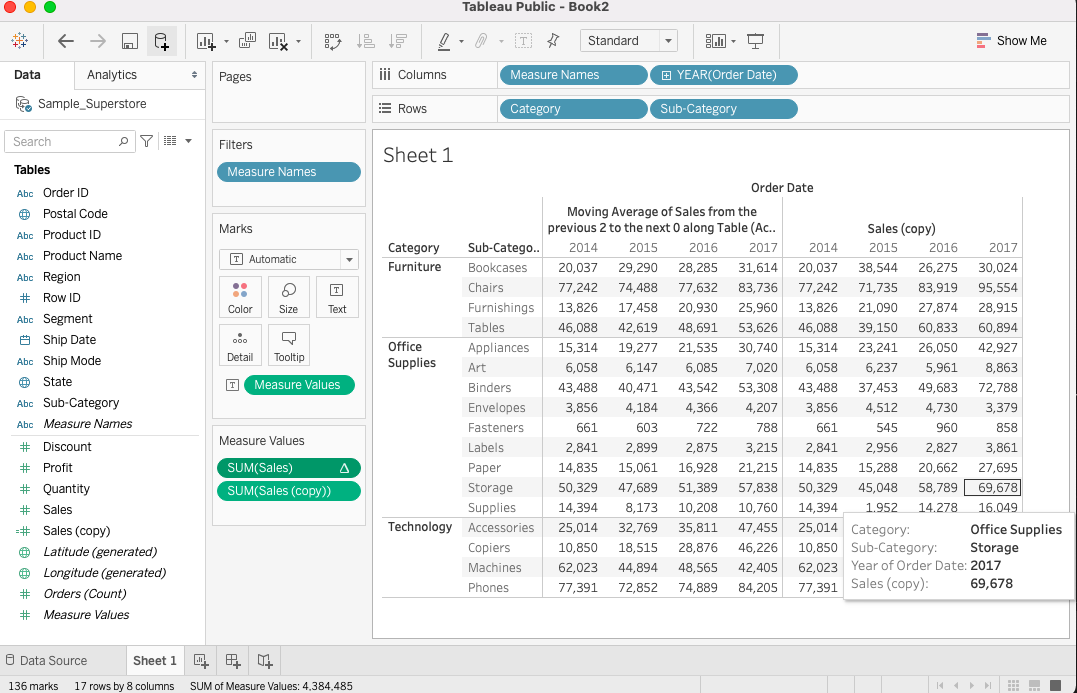 Tableau Public - Book2
Standard
Show Me
Data
Analytics
Sample_Superstore
Search
Tables
Abc Order ID
Postal Code
Abc Product ID
Abc Product Name
Abc Region
# Row ID
Abc Segment
Ship Date
Abc Ship Mode
State
Abc Sub-Category
Abc Measure Names
# Discount
# Profit
# Quantity
# Sales
=# Sales (copy)
Latitude (generated)
Longitude (generated)
# Orders (Count)
# Measure Values
Pages
Filters
Measure Names
Marks
T Automatic
Color
Size
T
Text
Detail
Tooltip
T Measure Values
Measure Values
SUM(Sales) Δ
SUM(Sales (copy))
Columns Measure Names YEAR(Order Date)
Rows Category Sub-Category
Sheet 1
Order Date
Moving Average of Sales from the
previous 2 to the next 0 along Table (Ac..
Sales (copy)
Category Sub-Catego.. 2014 2015 2016 2017 2014 2015 2016 2017
Furniture Bookcases 20,037 29,290 28,285 31,614 20,037 38,544 26,275 30,024
Chairs 77,242 74,488 77,632 83,736 77,242 71,735 83,919 95,554
Furnishings 13,826 17,458 20,930 25,960 13,826 21,090 27,874 28,915
Tables 46,088 42,619 48,691 53,626 46,088 39,150 60,833 60,894
Office
Supplies
Appliances 15,314 19,277 21,535 30,740 15,314 23,241 26,050 42,927
Art 6,058 6,147 6,085 7,020 6,058 6,237 5,961 8,863
Binders 43,488 40,471 43,542 53,308 43,488 37,453 49,683 72,788
Envelopes 3,856 4,184 4,366 4,207 3,856 4,512 4,730 3,379
Fasteners 661 603 722 788 661 545 960 858
Labels 2,841 2,899 2,875 3,215 2,841 2,956 2,827 3,861
Paper 14,835 15,061 16,928 21,215 14,835 15,288 20,662 27,695
Storage 50,329 47,689 51,389 57,838 50,329 45,048 58,789 69,678
Supplies 14,394 8,173 10,208 10,760 14,394 1,952 14,278 16,049
Technology Accessories 25,014 32,769 35,811 47,455 25,014
Copiers 10,850 18,515 28,876 46,226 10,850
Machines 62,023 44,894 48,565 42,405 62,023
Phones 77,391 72,852 74,889 84,205 77,391
Category: Office Supplies
Sub-Category: Storage
Year of Order Date: 2017
Sales (copy): 69,678
Data Source
Sheet 1
136 marks 17 rows by 8 columns SUM of Measure Values: 4,384,485